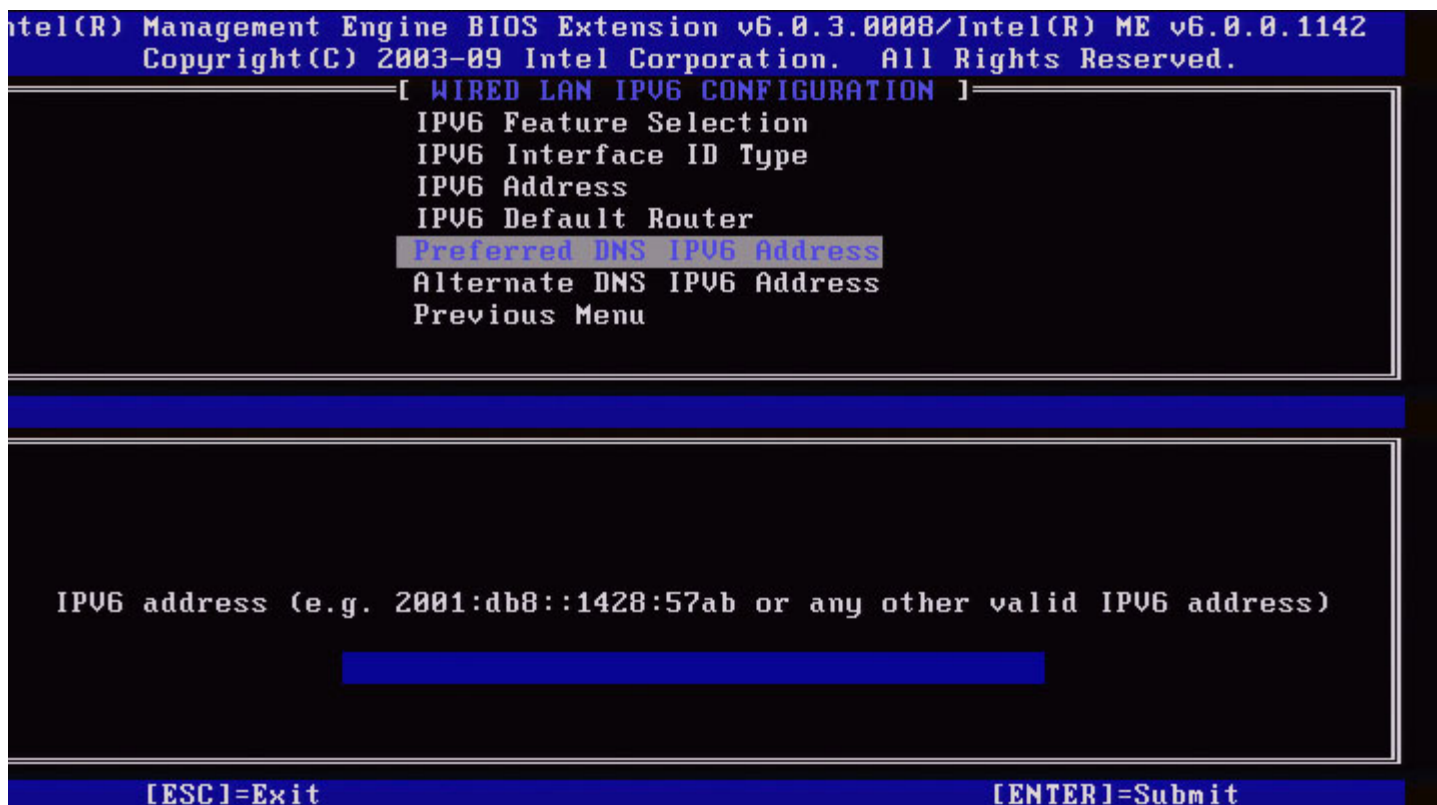 ntel(R) Management Engine BIOS Extension v6.0.3.0008/Intel(R) ME v6.0.0.1142
Copyright(C) 2003-09 Intel Corporation. All Rights Reserved.
[ WIRED LAN IPV6 CONFIGURATION ]
IPV6 Feature Selection
IPV6 Interface ID Type
IPV6 Address
IPV6 Default Router
Preferred DNS IPV6 Address
Alternate DNS IPV6 Address
Previous Menu
IPV6 address (e.g. 2001:db8::1428:57ab or any other valid IPV6 address)
[ESC]=Exit [ENTER]=Submit